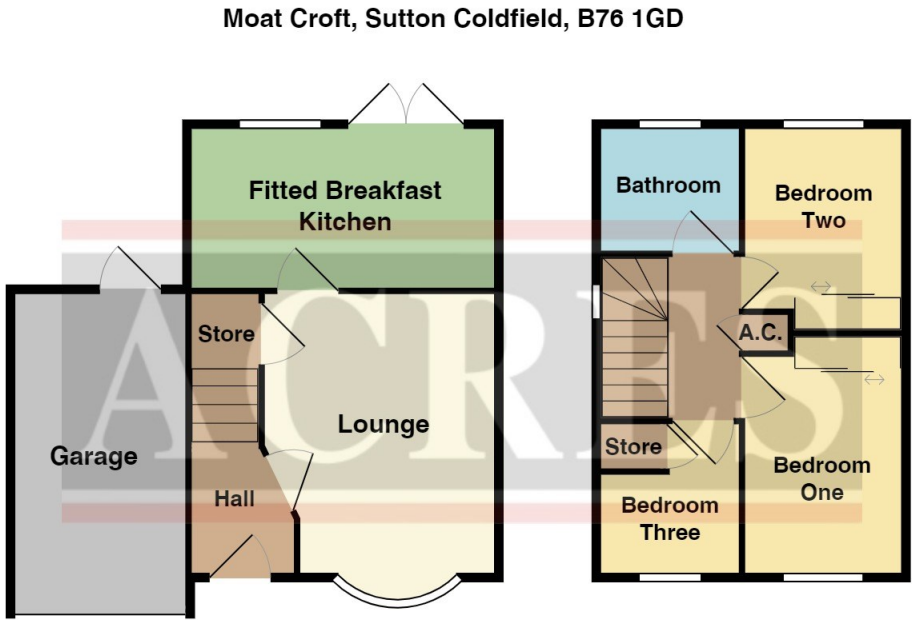 Moat Croft, Sutton Coldfield, B76 1GD
Fitted Breakfast
Kitchen
Store
Lounge
Garage
Hall
Bathroom
Bedroom
Two
A.C.
Store
Bedroom
One
Bedroom
Three
ACRES